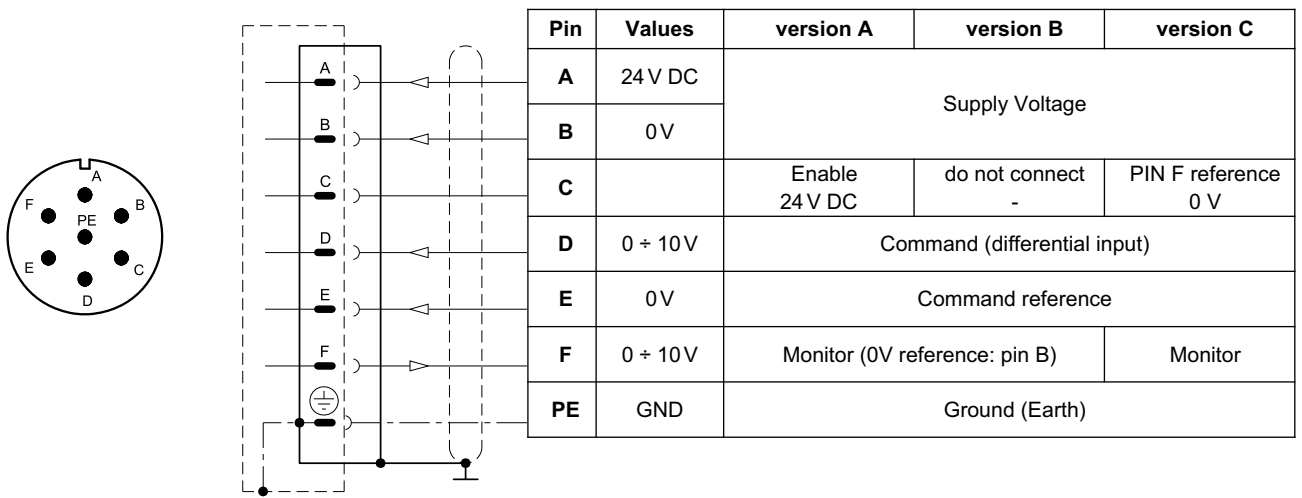 A
F
B
PE
E
C
D
A
B
C
D
E
F
Pin Values version A version B version C
A 24 V DC Supply Voltage
B 0 V
C Enable do not connect PIN F reference
24 V DC - 0 V
D 0 ÷ 10 V Command (differential input)
E 0 V Command reference
F 0 ÷ 10 V Monitor (0V reference: pin B) Monitor
PE GND Ground (Earth)